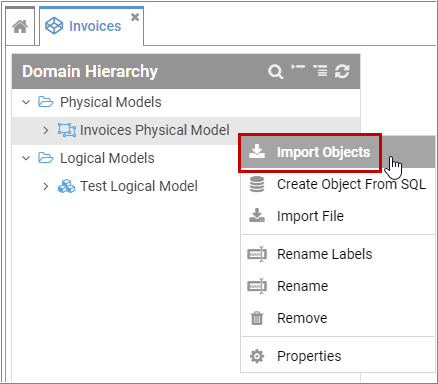 Invoices
Domain Hierarchy
Physical Models
Invoices Physical Model
Logical Models
Test Logical Model
Import Objects
Create Object From SQL
Import File
Rename Labels
Rename
Remove
Properties